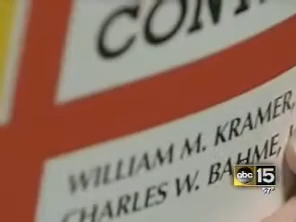 CONT
WILLIAM M. KRAMER,
CHARLES W. BAHME, J
abc 15
57°